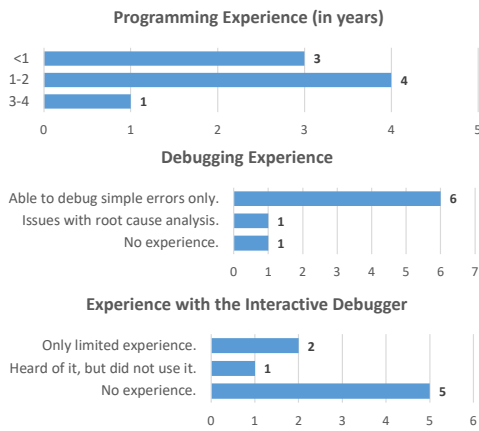 Programming Experience (in years)
<1 3
1-2 4
3-4 1
0 1 2 3 4 5
Debugging Experience
Able to debug simple errors only. 6
Issues with root cause analysis. 1
No experience. 1
0 1 2 3 4 5 6 7
Experience with the Interactive Debugger
Only limited experience. 2
Heard of it, but did not use it. 1
No experience. 5
0 1 2 3 4 5 6